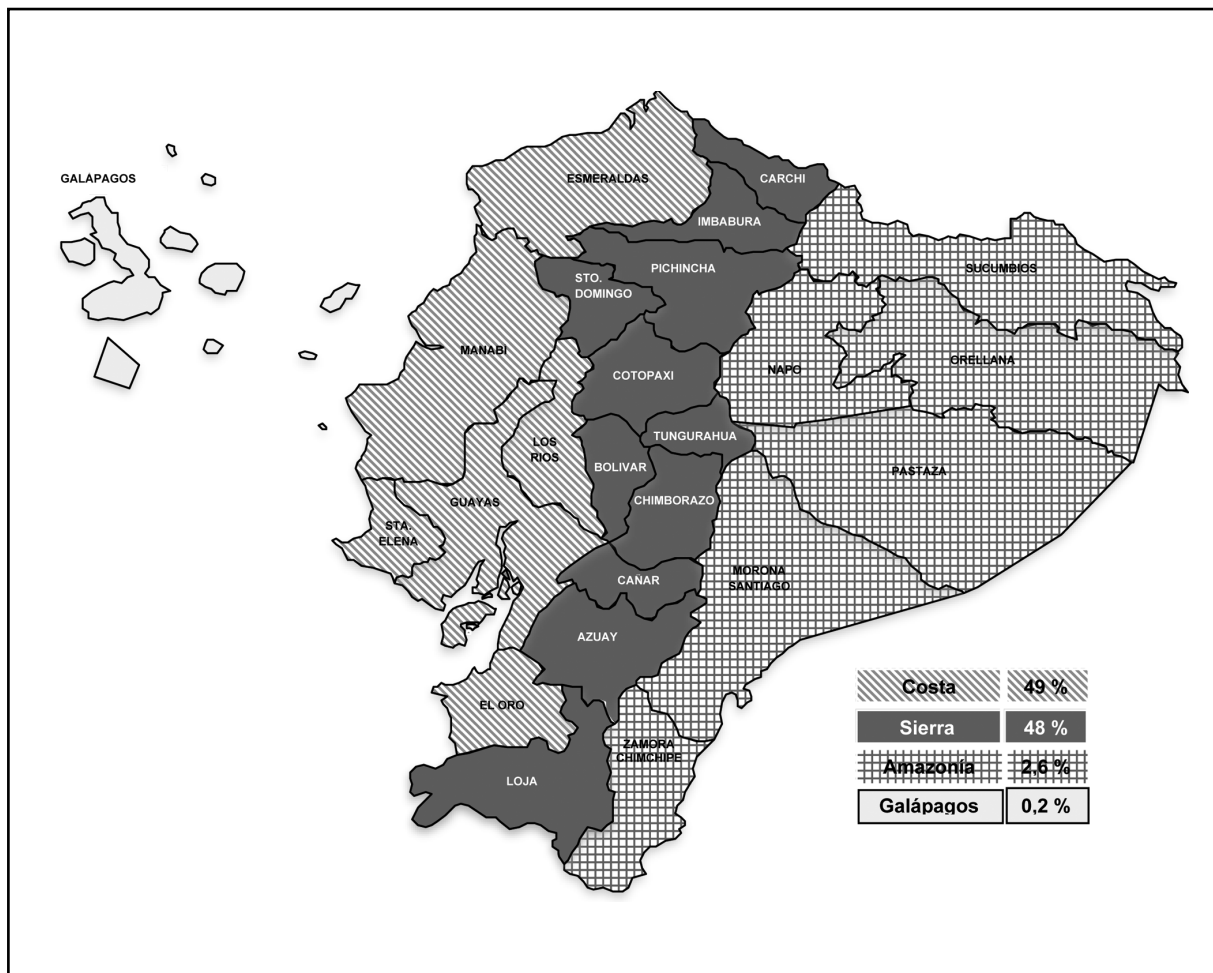 GALAPAGOS
ESMERALDAS
CARCHI
IMBABURA
PICHINCHA
STO.
DOMINGO
SUCUMBIOS
MANABI
COTOPAXI
NAPO
ORELLANA
TUNGURAHUA
LOS
RIOS
BOLIVAR
PASTAZA
CHIMBORAZO
GUAYAS
STA.
ELENA
MORONA
SANTIAGO
CAÑAR
AZUAY
EL ORO
ZAMORA
CHIMCHIPE
LOJA
Costa 49 %
Sierra 48 %
Amazonía 2,6 %
Galápagos 0,2 %